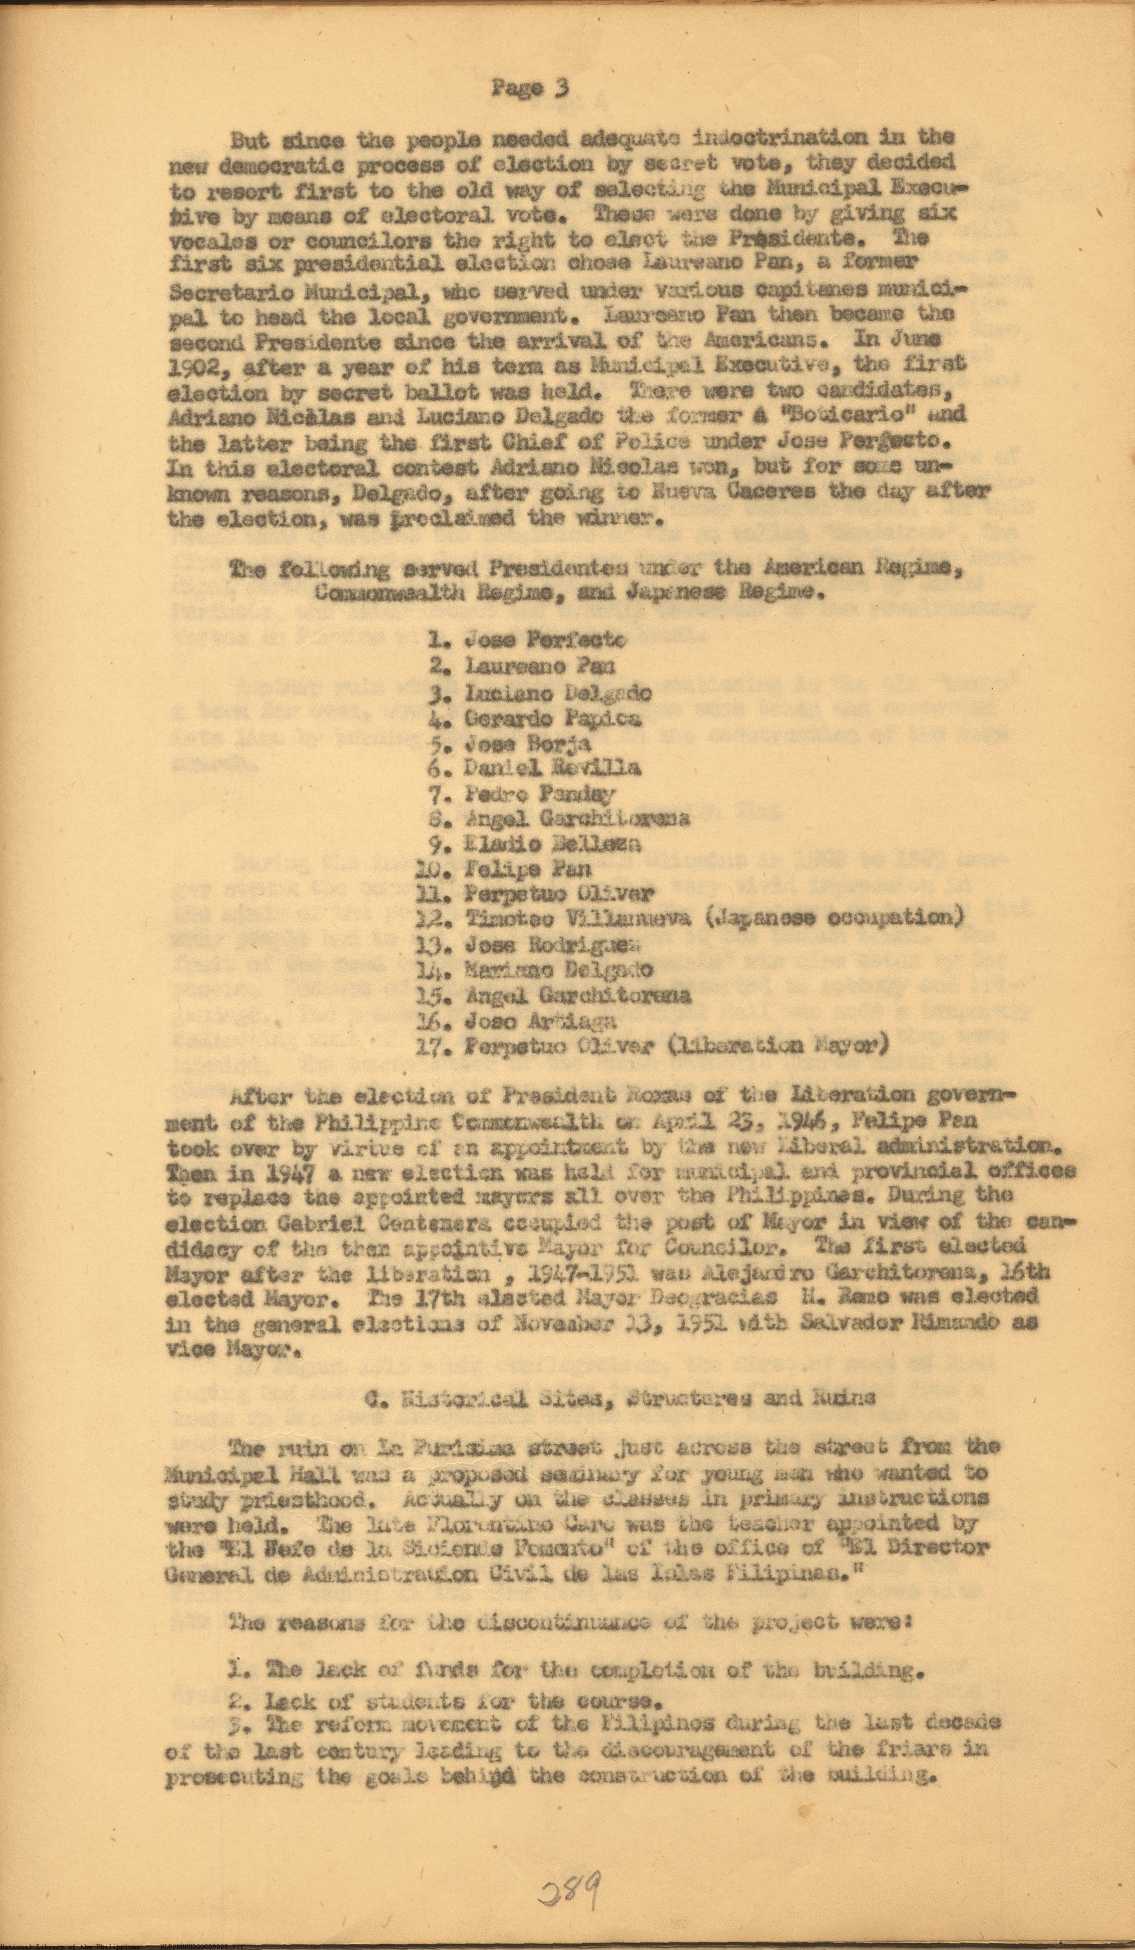 Page 3
But since the people needed adequate indoctrination in the
new democratic process of election by secret vote, they decided
to resort first to the old way of selecting the Municipal Execu-
tive by means of electoral vote. These were done by giving six
vocales or councilors the right to elect the Presidente. The
first six presidential election chose Laureano Pan, a former
Secretario Municipal, who served under various capitanes munici-
pal to head the local government. Laureano Pan then became the
second Presidente since the arrival of the Americans. In June
1902, after a year of his term as Municipal Executive, the first
election by secret ballot was held. There were two candidates,
Adriano Nicolas and Luciano Delgado the former a "Boticario" and
the latter being the first Chief of Police under Jose Perfecto.
In this electoral contest Adriano Nicolas won, but for some un-
known reasons, Delgado, after going to Nueva Caceres the day after
the election, was proclaimed the winner.
The following served Presidentes under the American Regime,
Commonwealth Regime, and Japanese Regime.
1. Jose Perfecto
2. Laureano Pan
3. Luciano Delgado
4. Gerardo Papica
5. Jose Borja
6. Daniel Revilla
7. Pedro Panday
8. Angel Garchitorena
9. Eladio Belleza
10. Felipe Pan
11. Perpetuo Oliver
12. Timoteo Villanueva (Japanese occupation)
13. Jose Rodriguez
14. Mariano Delgado
15. Angel Garchitorena
16. Jose Artiaga
17. Perpetuo Oliver (liberation Mayor)
After the election of President Roxas of the Liberation govern-
ment of the Philippine Commonwealth on April 23, 1946, Felipe Pan
took over by virtue of an appointment by the new Liberal administration.
Then in 1947 a new election was held for municipal and provincial offices
to replace the appointed mayors all over the Philippines. During the
election Gabriel Centenera occupied the post of Mayor in view of the can-
didacy of the then appointive Mayor for Councilor. The first elected
Mayor after the liberation , 1947-1951 was Alejandro Garchitorena, 16th
elected Mayor. The 17th elected Mayor Deogracias H. Remo was elected
in the general elections of November 13, 1951 with Salvador Rimando as
vice Mayor.
C. Historical Sites, Structures and Ruins
The ruin on La Purisima street just across the street from the
Municipal Hall was a proposed seminary for young men who wanted to
study priesthood. Actually on the classes in primary instructions
were held. The late Florentino Caro was the teacher appointed by
the "El Hefe de la Siciende Fomento" of the office of "El Director
General de Administraution Civil de las Islas Filipinas."
The reasons for the discontinuance of the project were:
1. The lack of funds for the completion of the building.
2. Lack of students for the course.
3. The reform movement of the Filipinos during the last decade
of the last century leading to the discouragement of the friars in
prosecuting the goals behind the construction of the building.
289